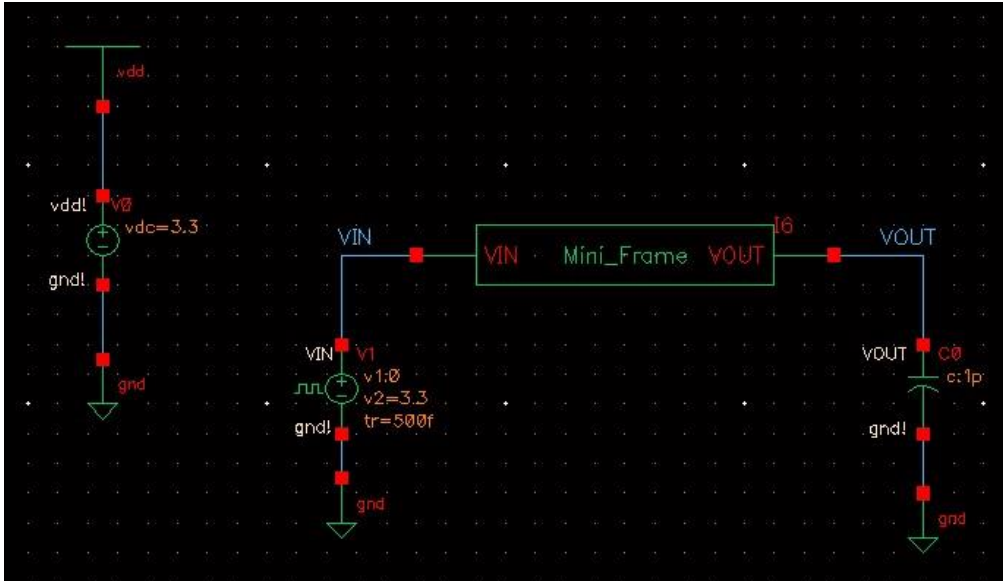 vdd
vdd!
V0
vdc=3.3
gnd!
gnd
VIN
VIN
Mini_Frame
VOUT
I6
VOUT
VIN
V1
v1:0
v2=3.3
tr=500f
gnd!
gnd
VOUT
C0
c:1p
gnd!
gnd